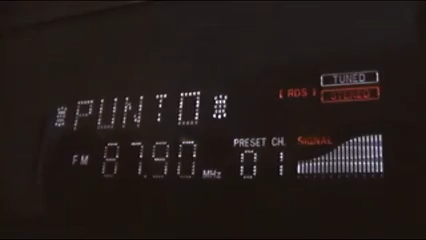 TUNED
[RDS] STEREO
*PUNTO*
FM 87.90 MHz PRESET CH. 01 SIGNAL